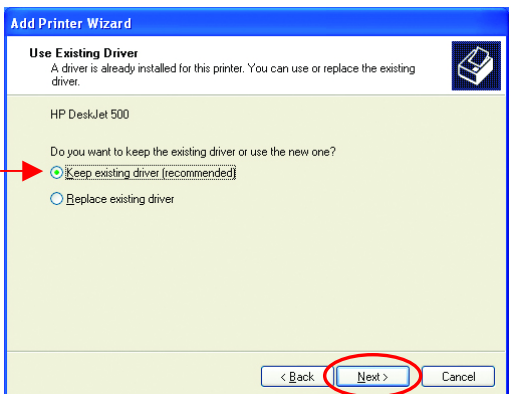 Add Printer Wizard
Use Existing Driver
A driver is already installed for this printer. You can use or replace the existing
driver.
HP DeskJet 500
Do you want to keep the existing driver or use the new one?
Keep existing driver (recommended)
Replace existing driver
< Back
Next >
Cancel